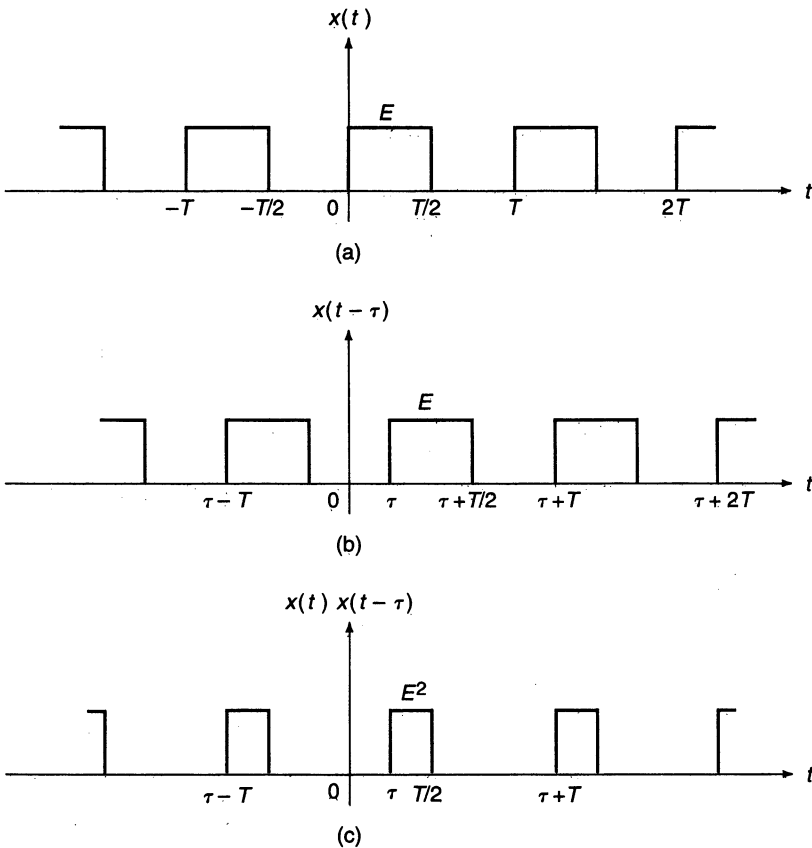 x(t)
E
t
−T −T/2 0 T/2 T 2T
(a)
x(t − τ)
E
t
τ − T 0 τ τ + T/2 τ + T τ + 2T
(b)
x(t) x(t − τ)
E²
t
τ − T 0 τ T/2 τ + T
(c)